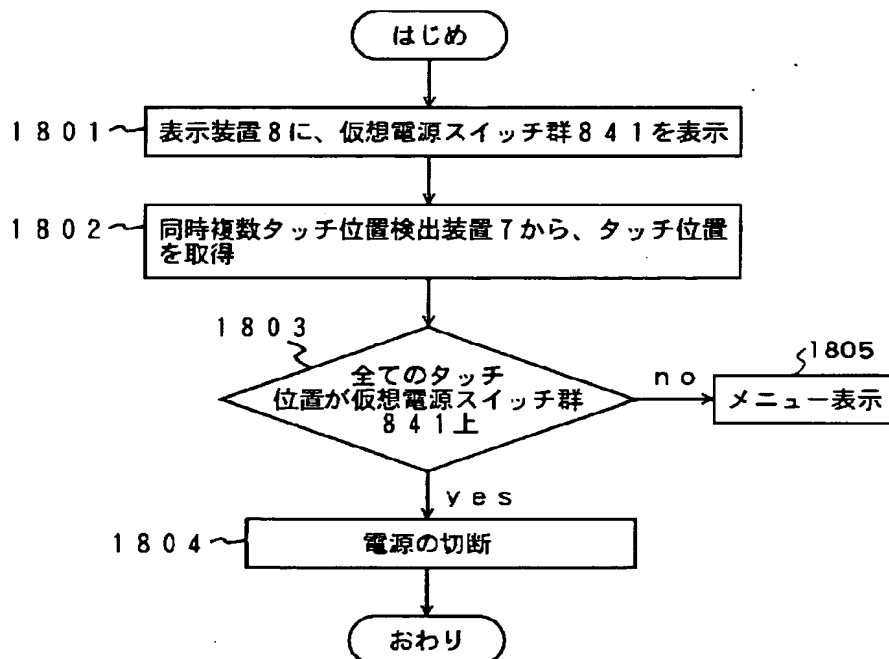 はじめ
1801
表示装置8に、仮想電源スイッチ群841を表示
1802
同時複数タッチ位置検出装置7から、タッチ位置
を取得
1803
全てのタッチ
位置が仮想電源スイッチ群
841上
no
1805
メニュー表示
yes
1804
電源の切断
おわり